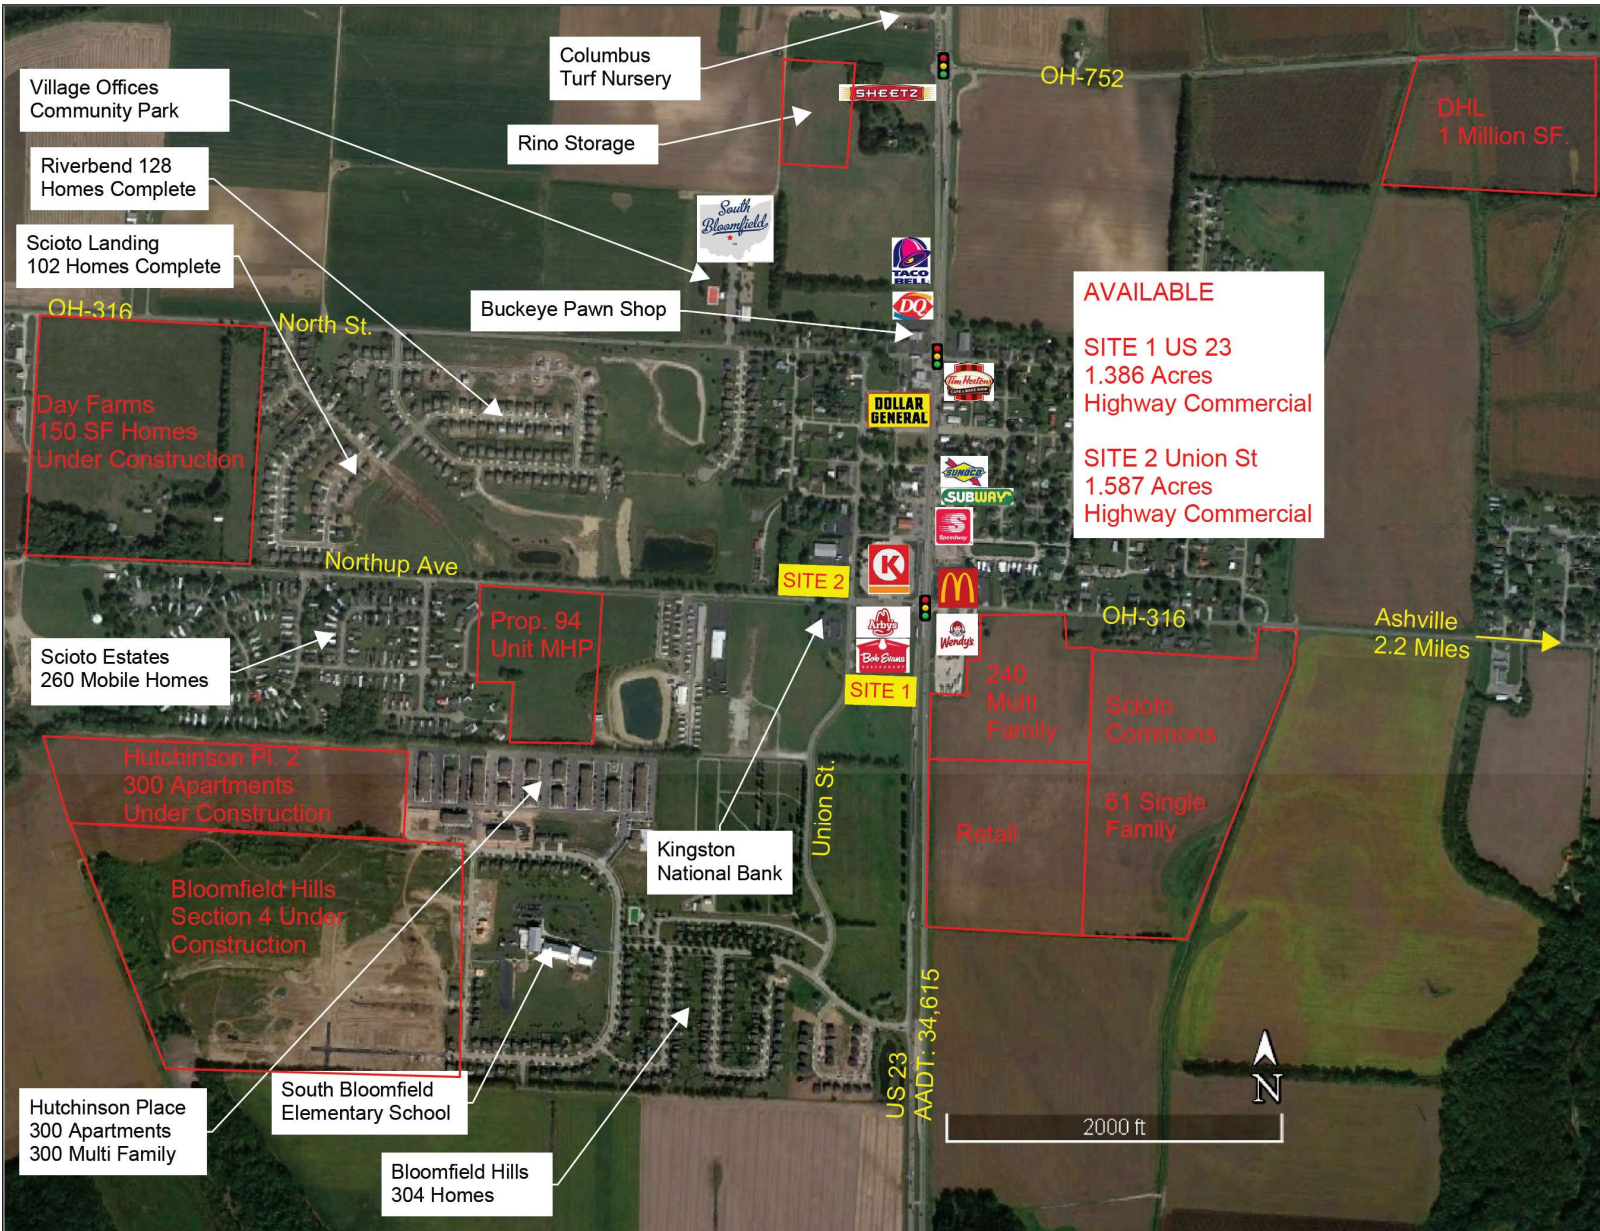 Columbus
Turf Nursery
OH-752
Village Offices
Community Park
SHEETZ
DHL
1 Million SF.
Rino Storage
Riverbend 128
Homes Complete
South
Bloomfield
Scioto Landing
102 Homes Complete
TACO
BELL
DQ
Buckeye Pawn Shop
AVAILABLE
SITE 1 US 23
1.386 Acres
Highway Commercial
SITE 2 Union St
1.587 Acres
Highway Commercial
OH-316
North St.
Tim Hortons
DOLLAR
GENERAL
Day Farms
150 SF Homes
Under Construction
SUNOCO
SUBWAY
S
Speedway
Northup Ave
SITE 2
K
M
Prop. 94
Unit MHP
Arby's
Bob Evans
RESTAURANT
Wendy's
OH-316
Ashville
2.2 Miles
Scioto Estates
260 Mobile Homes
SITE 1
240
Multi
Family
Scioto
Commons
61 Single
Family
Retail
Hutchinson Pl. 2
300 Apartments
Under Construction
Union St.
Kingston
National Bank
Bloomfield Hills
Section 4 Under
Construction
US 23
AADT: 34,615
South Bloomfield
Elementary School
Hutchinson Place
300 Apartments
300 Multi Family
Bloomfield Hills
304 Homes
N
2000 ft